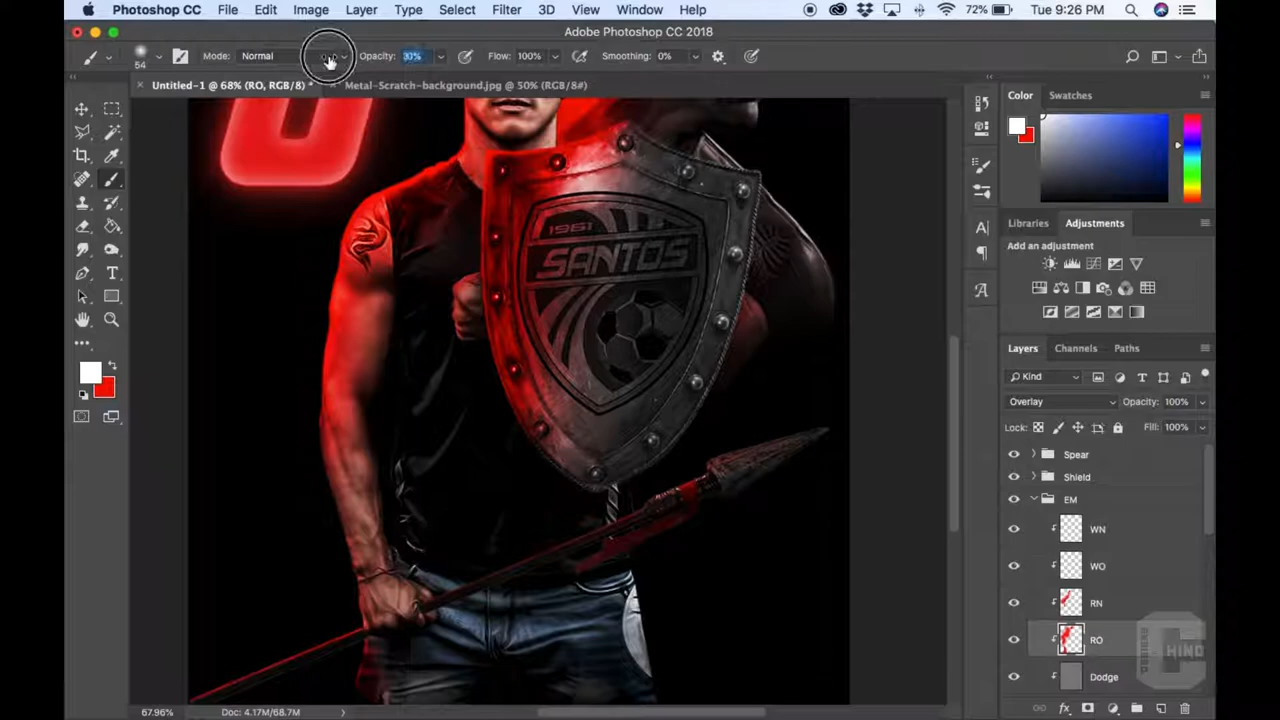 Photoshop CC File Edit Image Layer Type Select Filter 3D View Window Help 72% Tue 9:26 PM
Adobe Photoshop CC 2018
54 Mode: Normal Opacity: Flow: 100% Smoothing: 0%
× Untitled-1 @ 68% (RO, RGB/8) * × Metal-Scratch-background.jpg @ 50% (RGB/8#)
Color Swatches
Libraries Adjustments
Add an adjustment
Layers Channels Paths
Kind
Overlay Opacity: 100%
Lock: Fill: 100%
Spear
Shield
EM
WN
WO
RN
RO
Dodge
1961
SANTOS
CHINO
67.96% Doc: 4.17M/68.7M